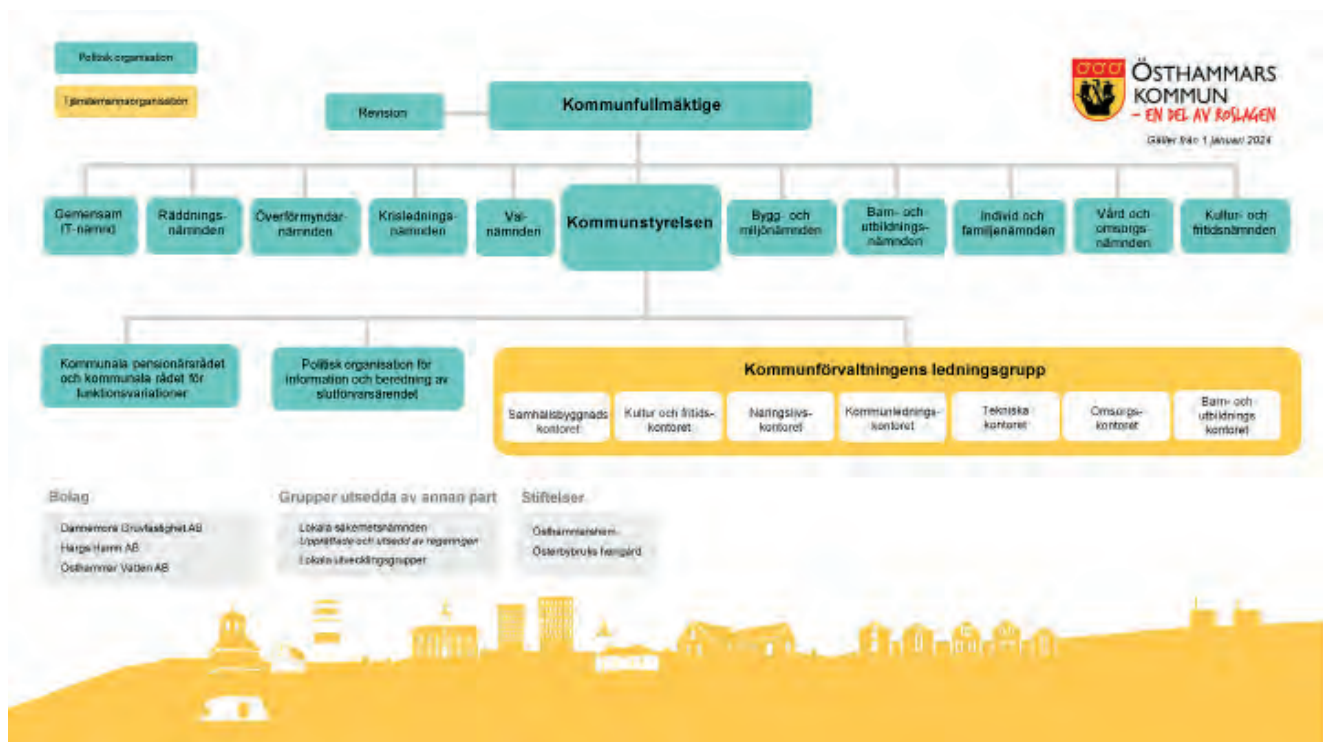 Politisk organisation
Tjänstemannaorganisation
Revision
Kommunfullmäktige
ÖSTHAMMARS
KOMMUN
– EN DEL AV ROSLAGEN
Gäller från 1 januari 2024
Gemensam
IT-nämnd
Räddnings-
nämnden
Överförmyndar-
nämnden
Krislednings-
nämnden
Val-
nämnden
Kommunstyrelsen
Bygg- och
miljönämnden
Barn- och
utbildnings-
nämnden
Individ och
familjenämnden
Vård och
omsorgs-
nämnden
Kultur- och
fritidsnämnden
Kommunala pensionärsrådet
och kommunala rådet för
funktionsvariationer
Politisk organisation för
information och beredning av
slutförvarsärendet
Kommunförvaltningens ledningsgrupp
Samhällsbyggnads
kontoret
Kultur och fritids-
kontoret
Näringslivs-
kontoret
Kommunlednings-
kontoret
Tekniska
kontoret
Omsorgs-
kontoret
Barn- och
utbildnings
kontoret
Bolag
Dannemora Gruvfastighet AB
Hargs Hamn AB
Östhammar Vatten AB
Grupper utsedda av annan part
Lokala säkerhetsnämnden
Upprättade och utsedd av regeringen
Lokala utvecklingsgrupper
Stiftelser
Östhammarshem
Österbybruks herrgård